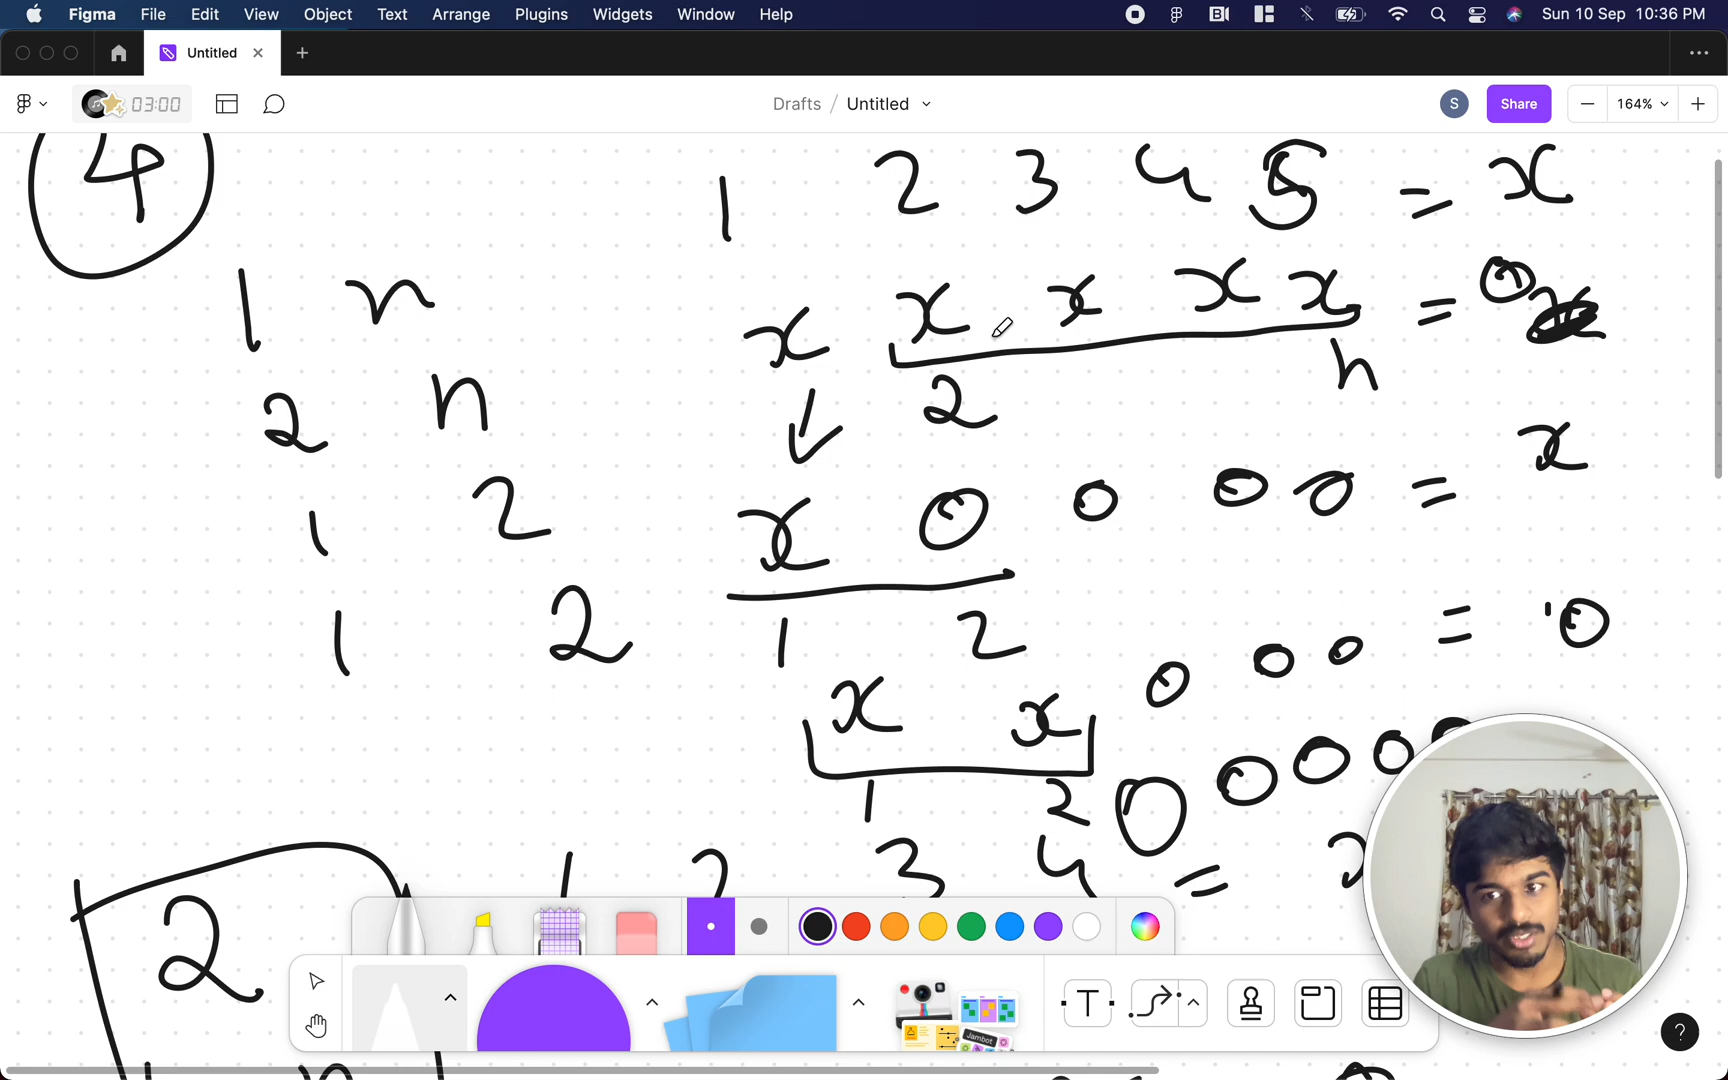 Figma File Edit View Object Text Arrange Plugins Widgets Window Help Sun 10 Sep 10:36 PM
Untitled
03:00 Drafts / Untitled S Share 164%
4 1 2 3 4 5 = x
1 n x x x x x = 0
2 n 2 n
1 2 x 0 0 0 0 = x
1 2 1 2
x x 0 0 0 = 0
1 2 0 0 0 0
1 2 3 4 =
2
n
T
Jambot
?